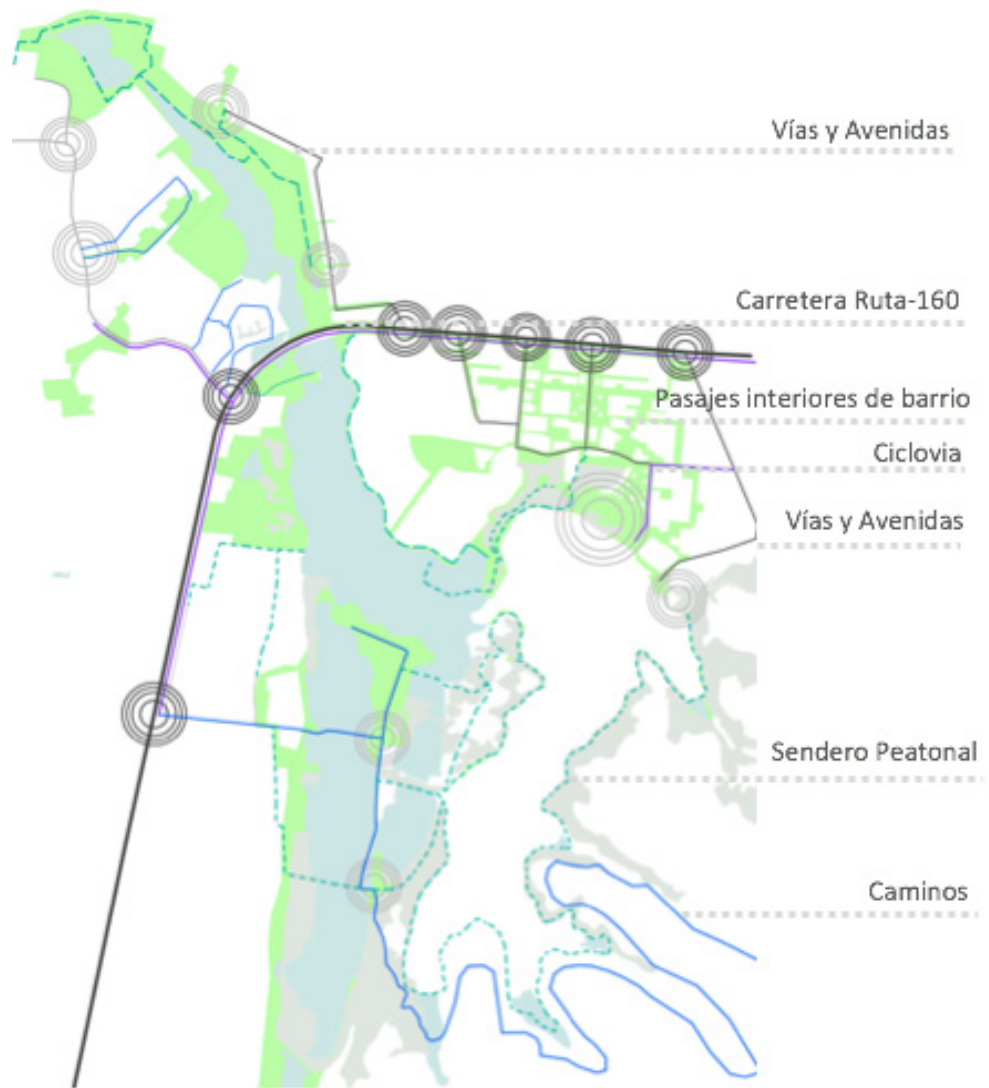 Vías y Avenidas
Carretera Ruta-160
Pasajes interiores de barrio
Ciclovia
Vías y Avenidas
Sendero Peatonal
Caminos